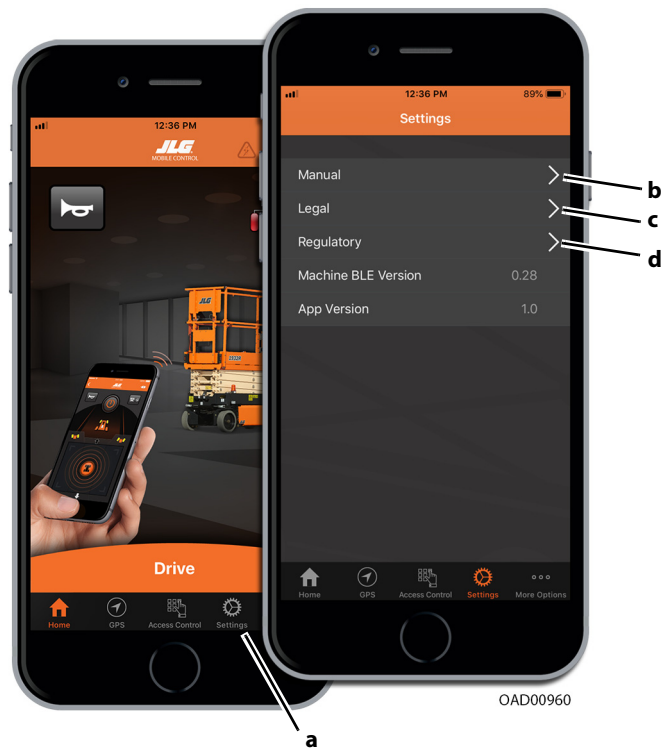 12:36 PM
JLG
MOBILE CONTROL
JLG
Drive
Home
GPS
Access Control
Settings
a
12:36 PM
89%
Settings
Manual
b
Legal
c
Regulatory
d
Machine BLE Version 0.28
App Version 1.0
Home
GPS
Access Control
Settings
More Options
OAD00960